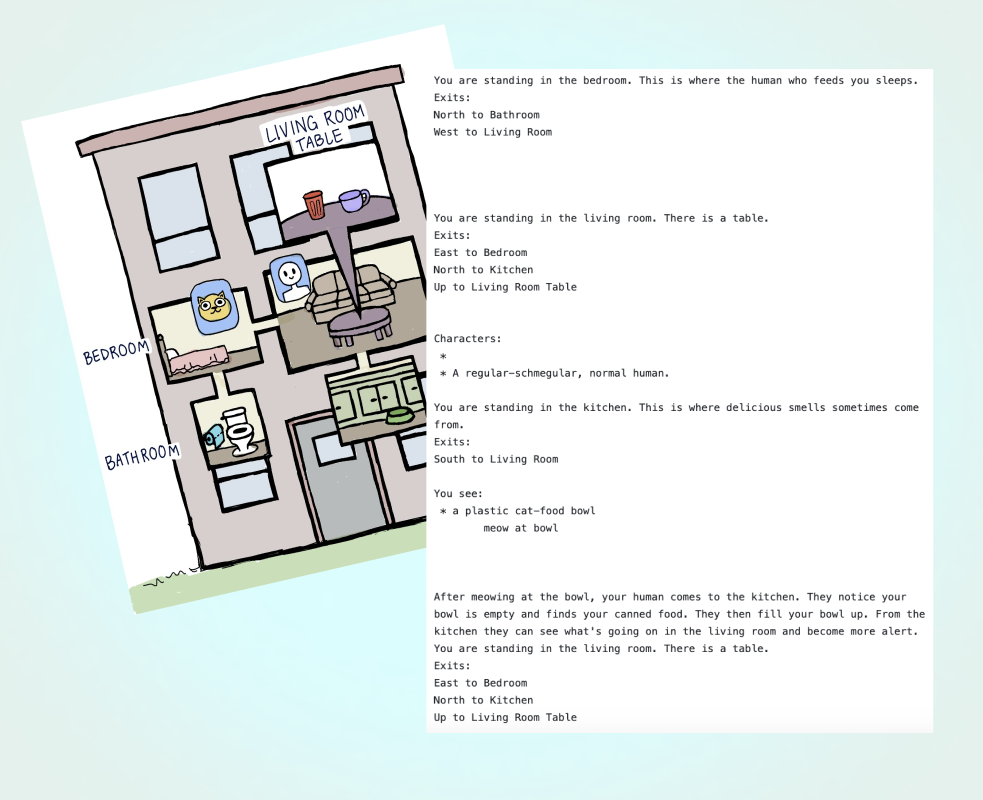 LIVING ROOM
TABLE
BEDROOM
BATHROOM
You are standing in the bedroom. This is where the human who feeds you sleeps.
Exits:
North to Bathroom
West to Living Room
You are standing in the living room. There is a table.
Exits:
East to Bedroom
North to Kitchen
Up to Living Room Table
Characters:
*
* A regular-schmegular, normal human.
You are standing in the kitchen. This is where delicious smells sometimes come
from.
Exits:
South to Living Room
You see:
* a plastic cat-food bowl
meow at bowl
After meowing at the bowl, your human comes to the kitchen. They notice your
bowl is empty and finds your canned food. They then fill your bowl up. From the
kitchen they can see what's going on in the living room and become more alert.
You are standing in the living room. There is a table.
Exits:
East to Bedroom
North to Kitchen
Up to Living Room Table